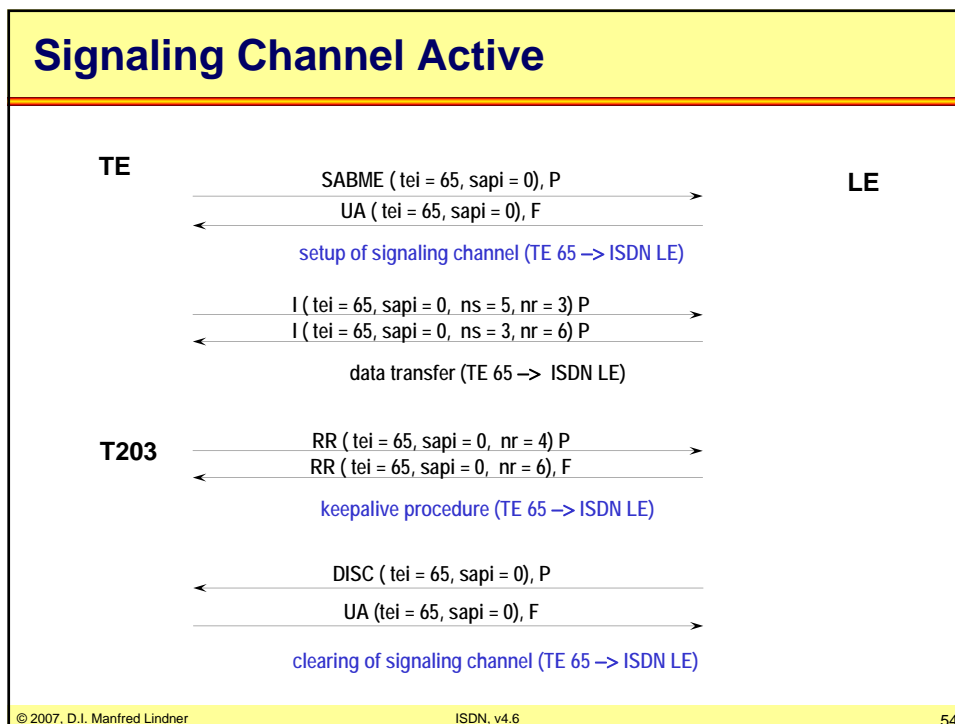 Signaling Channel Active
TE
LE
SABME ( tei = 65, sapi = 0), P
UA ( tei = 65, sapi = 0), F
setup of signaling channel (TE 65 –> ISDN LE)
I ( tei = 65, sapi = 0, ns = 5, nr = 3) P
I ( tei = 65, sapi = 0, ns = 3, nr = 6) P
data transfer (TE 65 –> ISDN LE)
T203
RR ( tei = 65, sapi = 0, nr = 4) P
RR ( tei = 65, sapi = 0, nr = 6), F
keepalive procedure (TE 65 –> ISDN LE)
DISC ( tei = 65, sapi = 0), P
UA (tei = 65, sapi = 0), F
clearing of signaling channel (TE 65 –> ISDN LE)
© 2007, D.I. Manfred Lindner
ISDN, v4.6
54